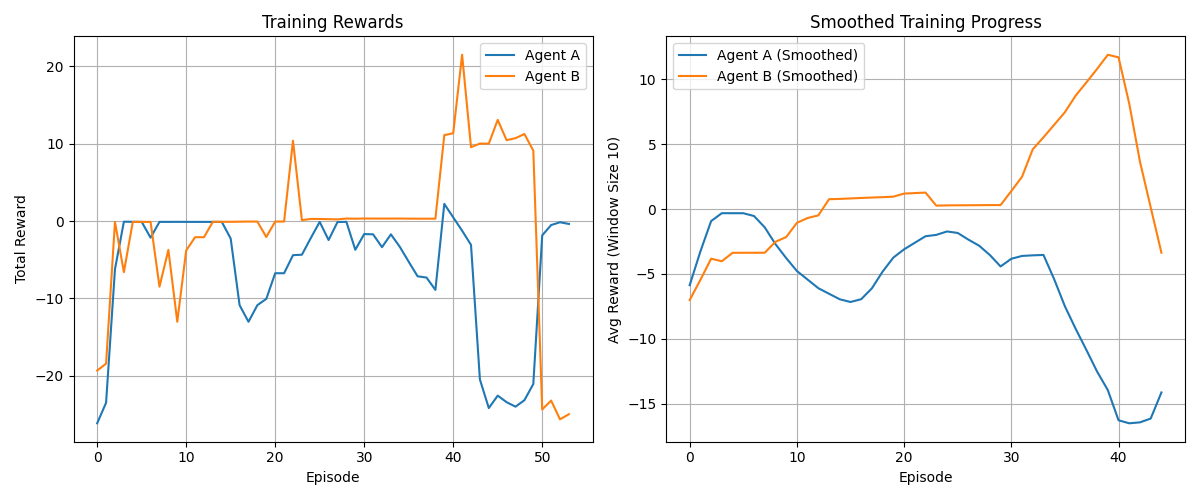 Training Rewards
Agent A
Agent B
20
10
0
−10
−20
Total Reward
0
10
20
30
40
50
Episode
Smoothed Training Progress
Agent A (Smoothed)
Agent B (Smoothed)
10
5
0
−5
−10
−15
Avg Reward (Window Size 10)
0
10
20
30
40
Episode